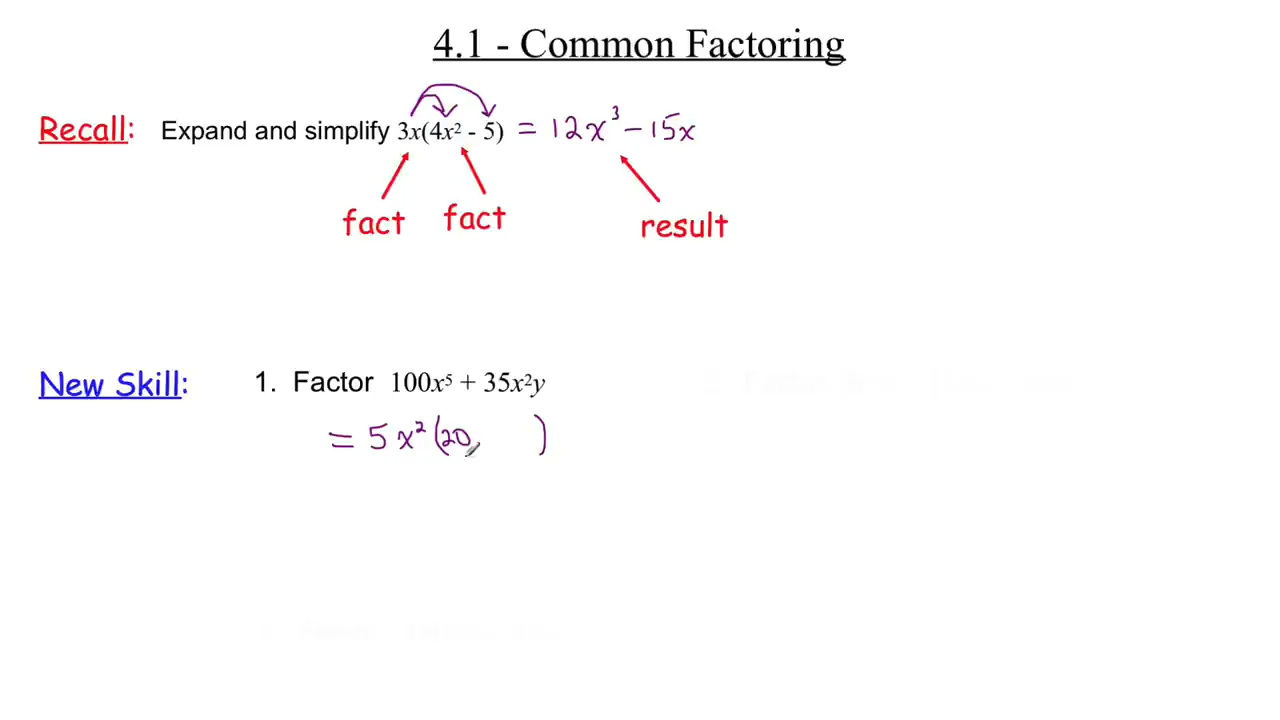 4.1 - Common Factoring
Recall: Expand and simplify 3x(4x² - 5) = 12x³ - 15x
fact fact result
New Skill: 1. Factor 100x⁵ + 35x²y
= 5x²(20 )